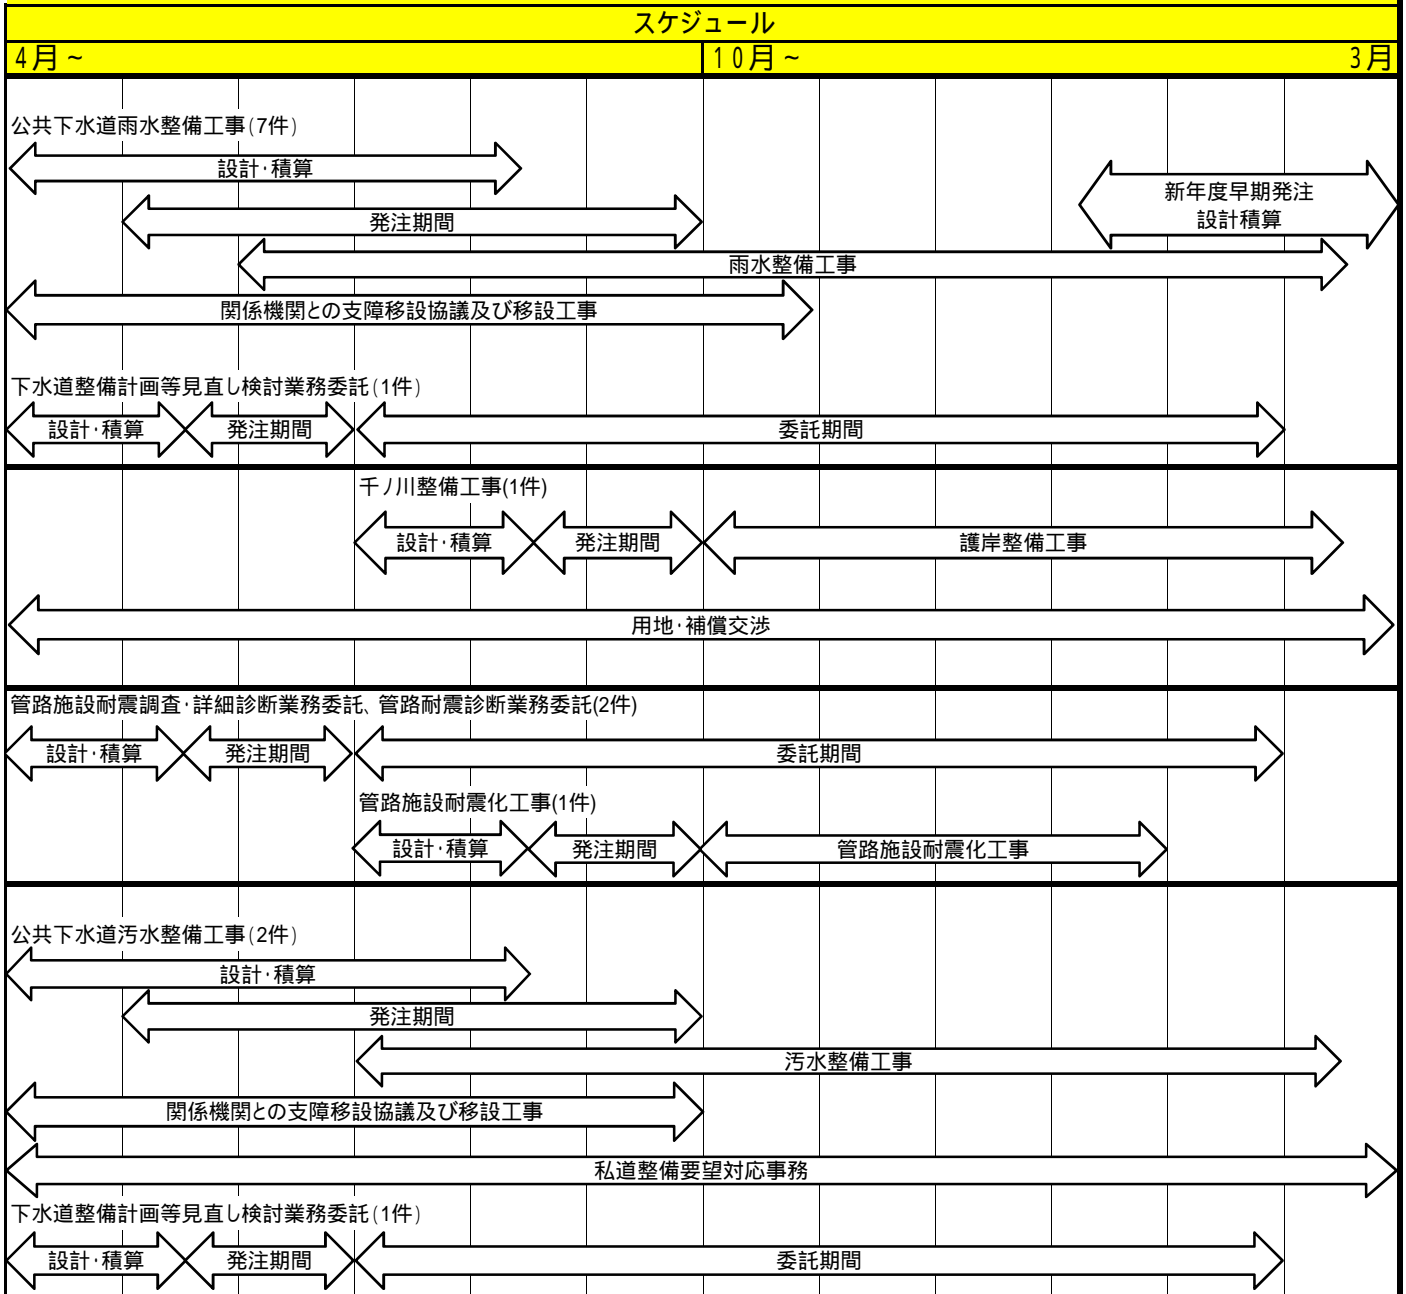 スケジュール
4月~
10月~
3月
公共下水道雨水整備工事(7件)
設計･積算
新年度早期発注
設計積算
発注期間
雨水整備工事
関係機関との支障移設協議及び移設工事
下水道整備計画等見直し検討業務委託(1件)
設計･積算
発注期間
委託期間
千ノ川整備工事(1件)
設計･積算
発注期間
護岸整備工事
用地･補償交渉
管路施設耐震調査･詳細診断業務委託、管路耐震診断業務委託(2件)
設計･積算
発注期間
委託期間
管路施設耐震化工事(1件)
設計･積算
発注期間
管路施設耐震化工事
公共下水道汚水整備工事(2件)
設計･積算
発注期間
汚水整備工事
関係機関との支障移設協議及び移設工事
私道整備要望対応事務
下水道整備計画等見直し検討業務委託(1件)
設計･積算
発注期間
委託期間